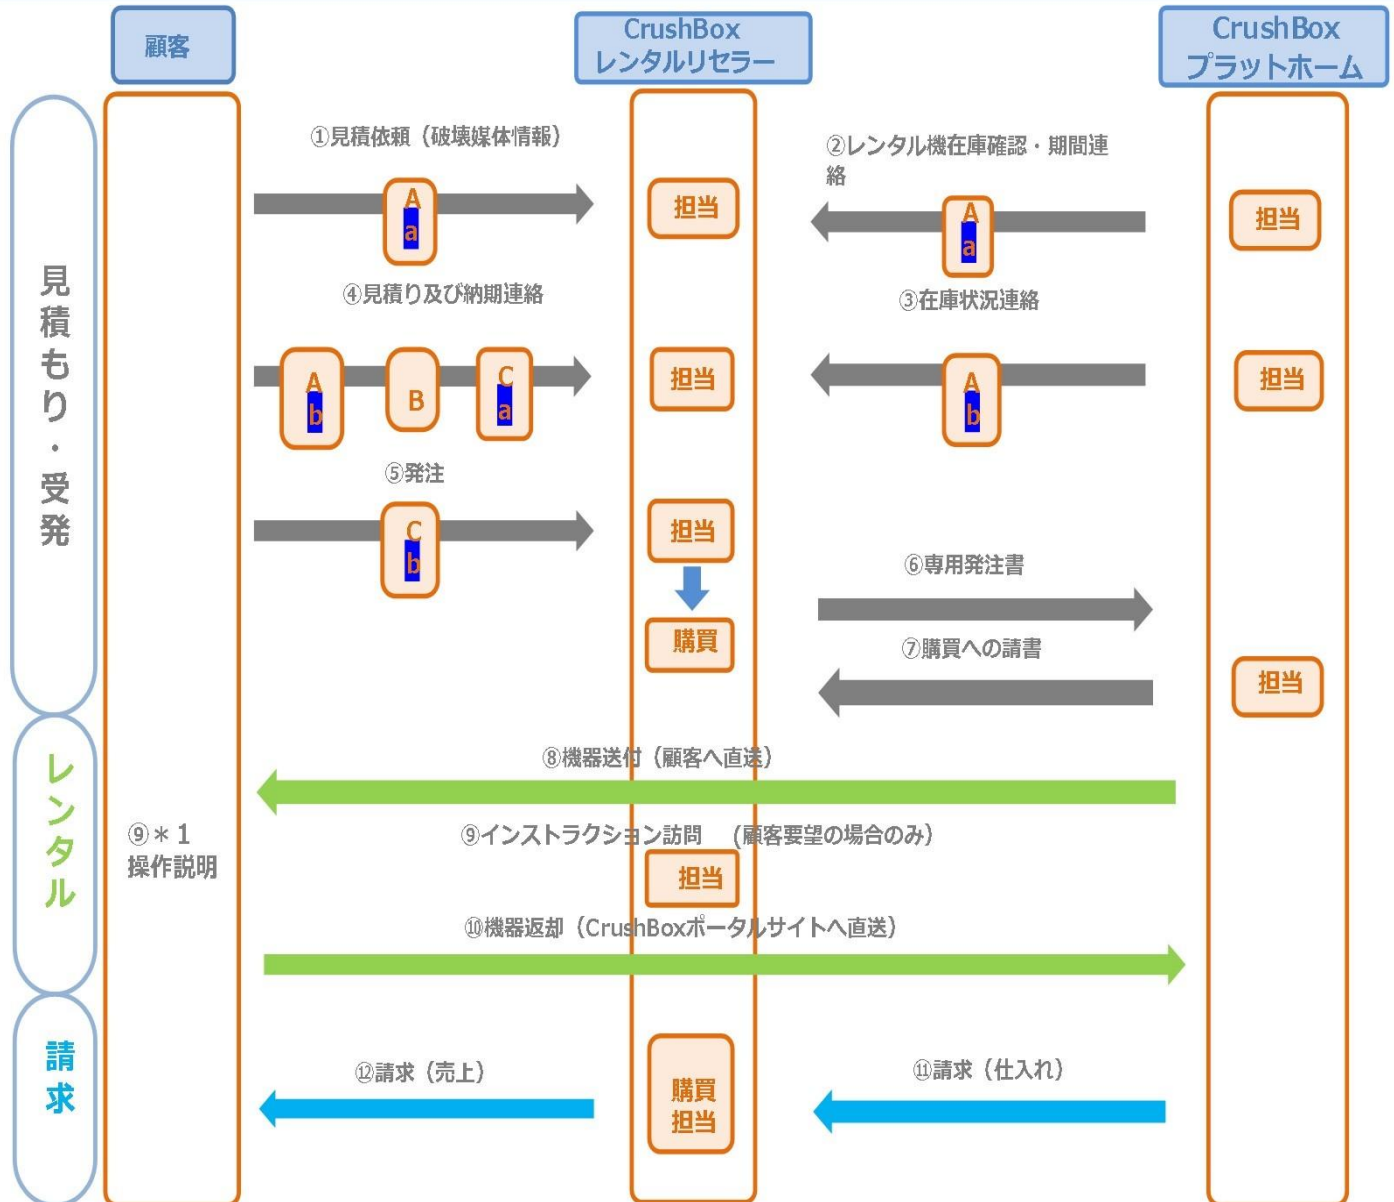 顧客
CrushBox
レンタルリセラー
CrushBox
プラットホーム
見積もり・受発
①見積依頼（破壊媒体情報）
②レンタル機在庫確認・期間連
絡
A
a
担当
A
a
担当
④見積り及び納期連絡
③在庫状況連絡
A
b
B
C
a
担当
A
b
担当
⑤発注
C
b
担当
⑥専用発注書
購買
⑦購買への請書
担当
レンタル
⑧機器送付（顧客へ直送）
⑨＊１
操作説明
⑨インストラクション訪問　(顧客要望の場合のみ）
担当
⑩機器返却（CrushBoxポータルサイトへ直送）
請求
⑫請求（売上）
購買
担当
⑪請求（仕入れ）